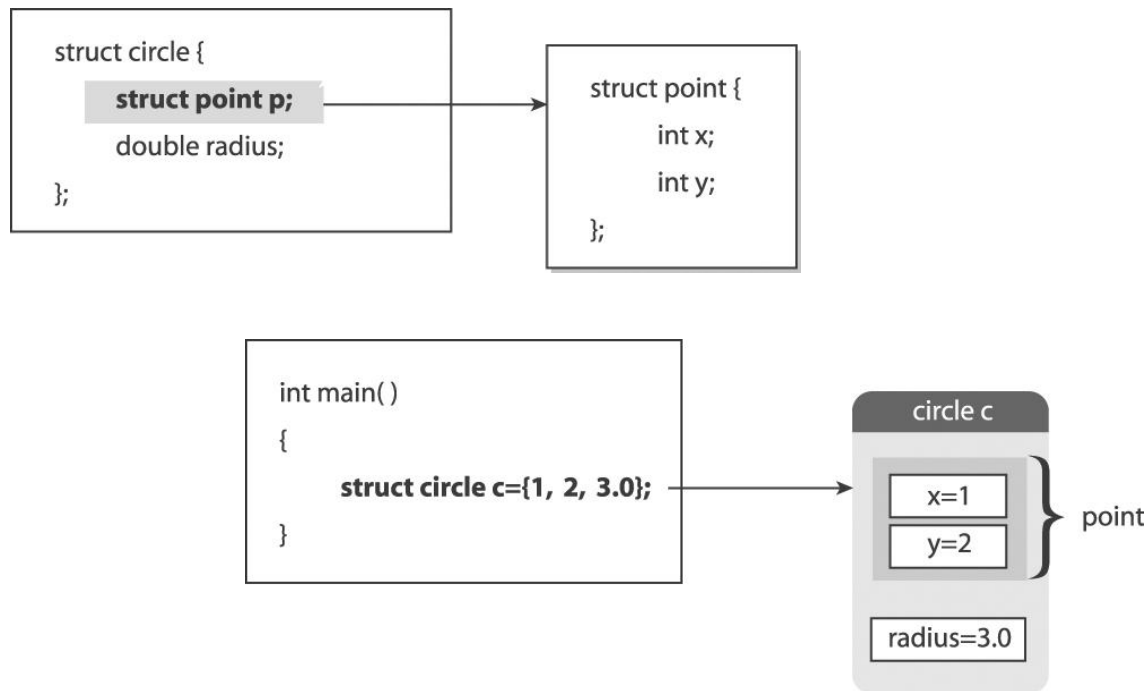 struct circle {
struct point p;
double radius;
};
struct point {
int x;
int y;
};
int main( )
{
struct circle c={1, 2, 3.0};
}
circle c
x=1
y=2
point
radius=3.0